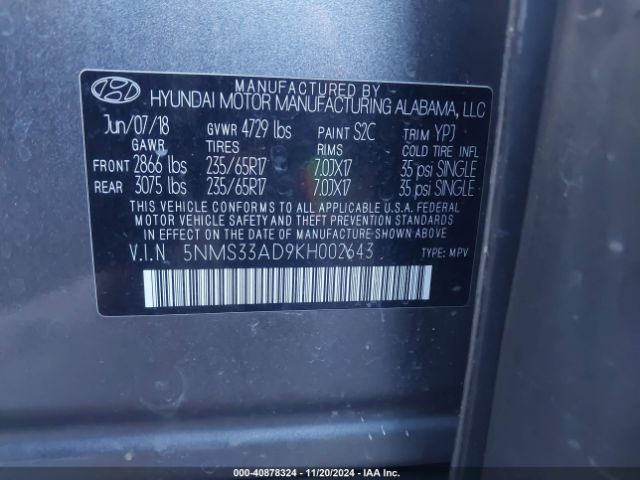 MANUFACTURED BY
HYUNDAI MOTOR MANUFACTURING ALABAMA, LLC
Jun/07/18 GVWR 4729 lbs PAINT S2C TRIM YPJ
GAWR TIRES RIMS COLD TIRE INFL
FRONT 2866 lbs 235/65R17 7.0JX17 35 psi SINGLE
REAR 3075 lbs 235/65R17 7.0JX17 35 psi SINGLE
THIS VEHICLE CONFORMS TO ALL APPLICABLE U.S.A. FEDERAL
MOTOR VEHICLE SAFETY AND THEFT PREVENTION STANDARDS
IN EFFECT ON THE DATE OF MANUFACTURE SHOWN ABOVE.
V.I.N 5NMS33AD9KH002643 TYPE: MPV
000-40878324 | 11/20/2024 | IAA Inc.